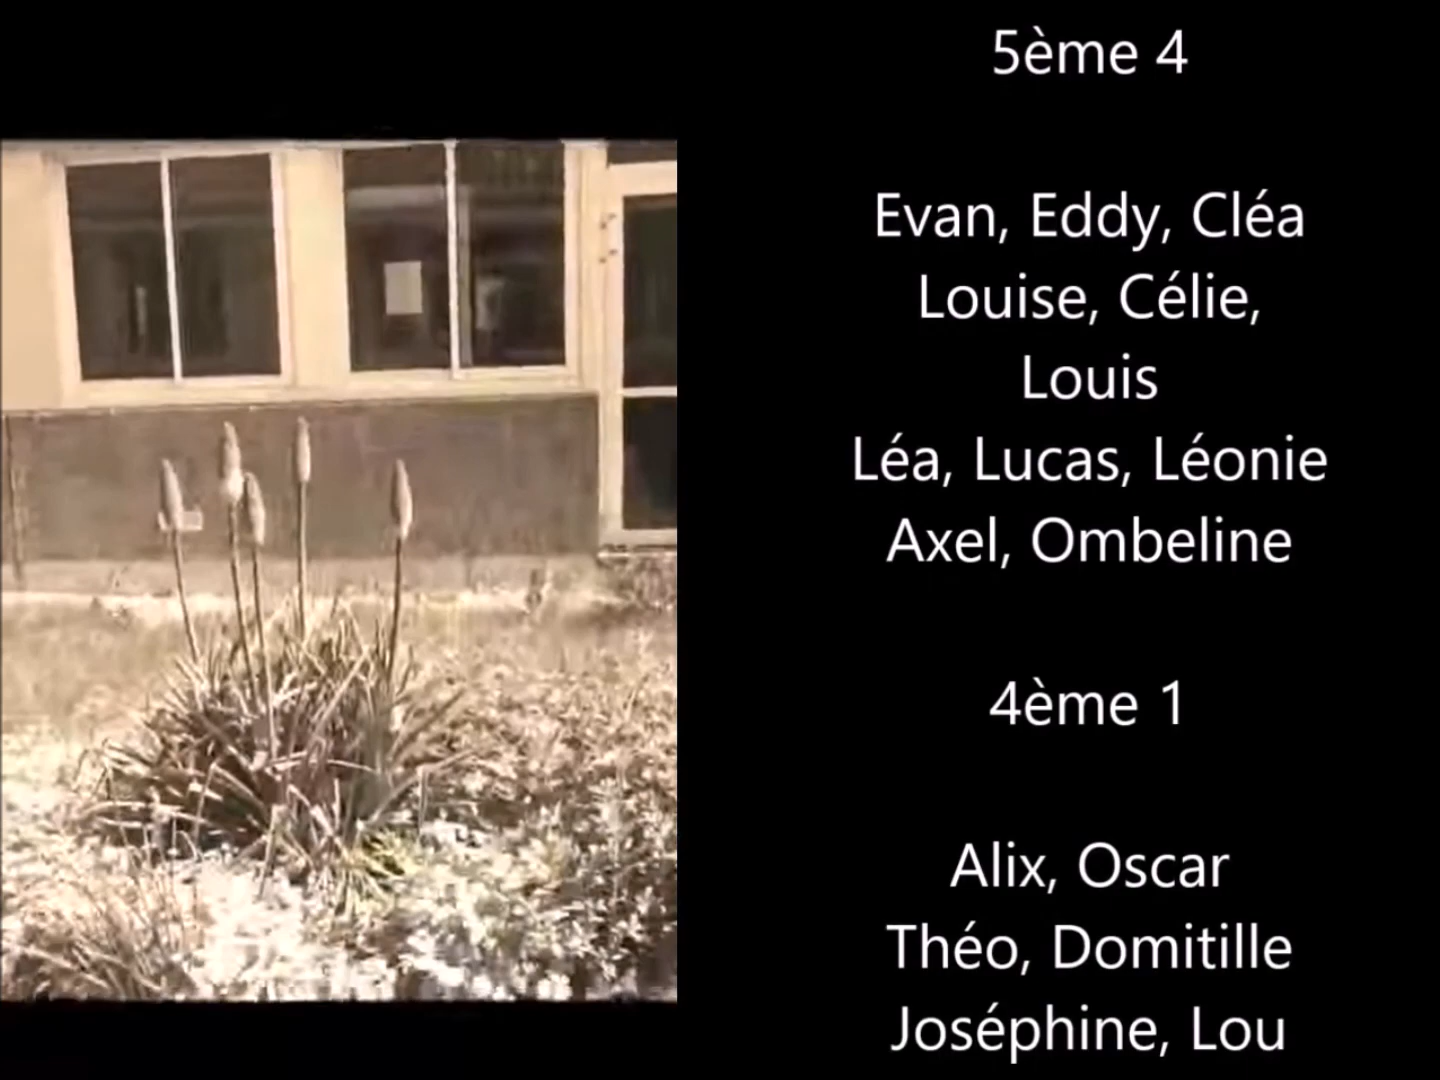 5ème 4
Evan, Eddy, Cléa
Louise, Célie,
Louis
Léa, Lucas, Léonie
Axel, Ombeline
4ème 1
Alix, Oscar
Théo, Domitille
Joséphine, Lou